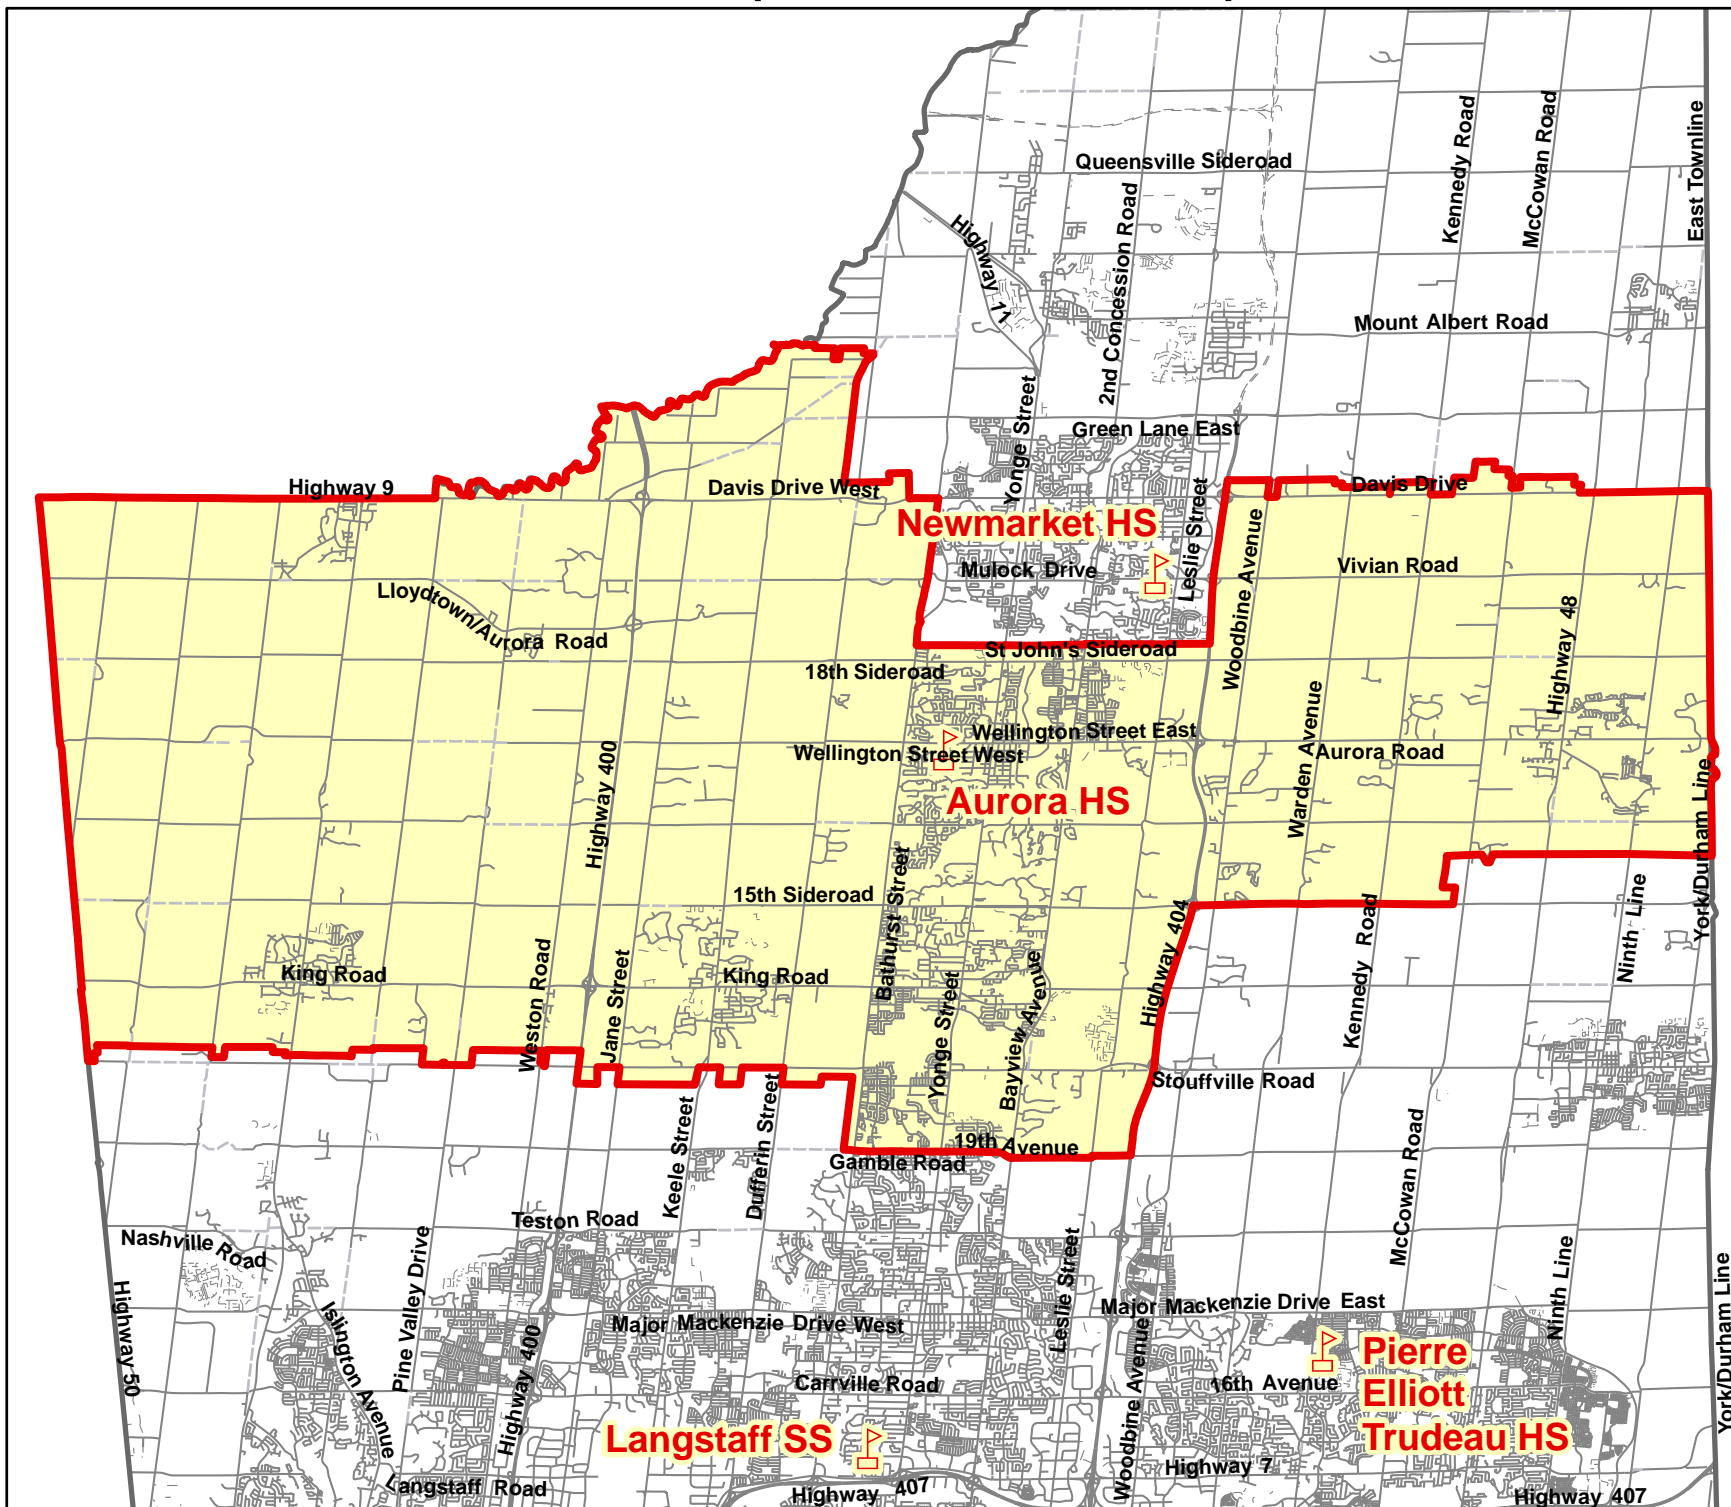 Queensville Sideroad
Kennedy Road
McCowan Road
East Townline
Highway 11
2nd Concession Road
Mount Albert Road
Yonge Street
Green Lane East
Highway 9
Davis Drive West
Davis Drive
Newmarket HS
Leslie Street
Woodbine Avenue
Mulock Drive
Vivian Road
Lloydtown/Aurora Road
Highway 48
St John's Sideroad
18th Sideroad
Warden Avenue
Wellington Street East
Wellington Street West
Aurora Road
Highway 400
Aurora HS
York/Durham Line
15th Sideroad
Bathurst Street
Highway 404
Kennedy Road
Ninth Line
King Road
King Road
Weston Road
Jane Street
Yonge Street
Bayview Avenue
Stouffville Road
Keele Street
Dufferin Street
19th Avenue
Gamble Road
McCowan Road
Teston Road
Nashville Road
Pine Valley Drive
Leslie Street
Ninth Line
York/Durham Line
Highway 50
Islington Avenue
Highway 400
Major Mackenzie Drive West
Major Mackenzie Drive East
Woodbine Avenue
Pierre
Elliott
Trudeau HS
Carrville Road
16th Avenue
Langstaff SS
Highway 7
Langstaff Road
Highway 407
Highway 407